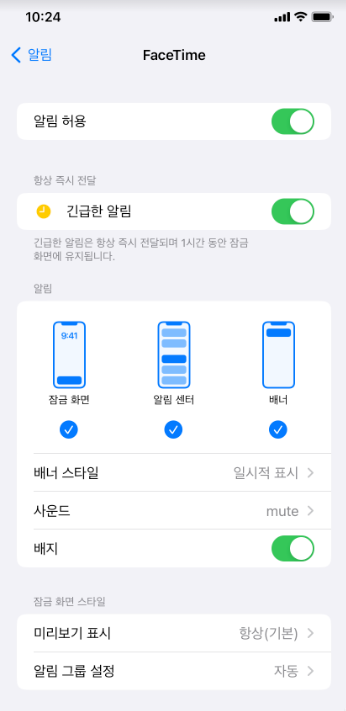 10:24
알림
FaceTime
알림 허용
항상 즉시 전달
긴급한 알림
긴급한 알림은 항상 즉시 전달되며 1시간 동안 잠금
화면에 유지됩니다.
알림
9:41
잠금 화면
알림 센터
배너
배너 스타일
일시적 표시
사운드
mute
배지
잠금 화면 스타일
미리보기 표시
항상(기본)
알림 그룹 설정
자동